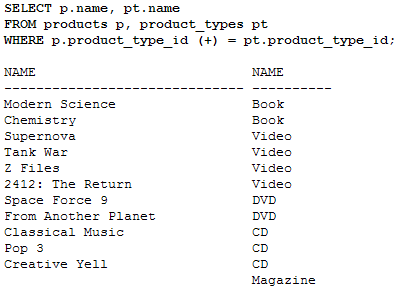 SELECT p.name, pt.name
FROM products p, product_types pt
WHERE p.product_type_id (+) = pt.product_type_id;
NAME NAME
------------------------------ ----------
Modern Science Book
Chemistry Book
Supernova Video
Tank War Video
Z Files Video
2412: The Return Video
Space Force 9 DVD
From Another Planet DVD
Classical Music CD
Pop 3 CD
Creative Yell CD
Magazine